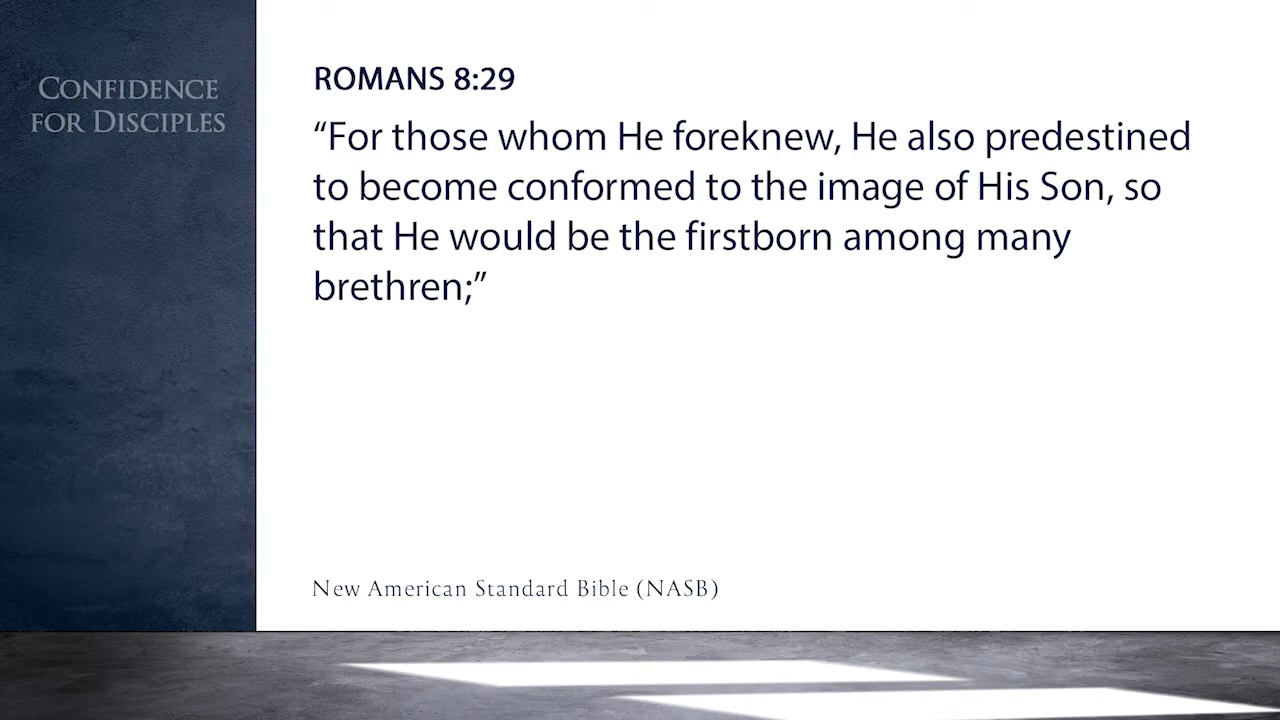 CONFIDENCE
FOR DISCIPLES
ROMANS 8:29
“For those whom He foreknew, He also predestined
to become conformed to the image of His Son, so
that He would be the firstborn among many
brethren;”
New American Standard Bible (NASB)